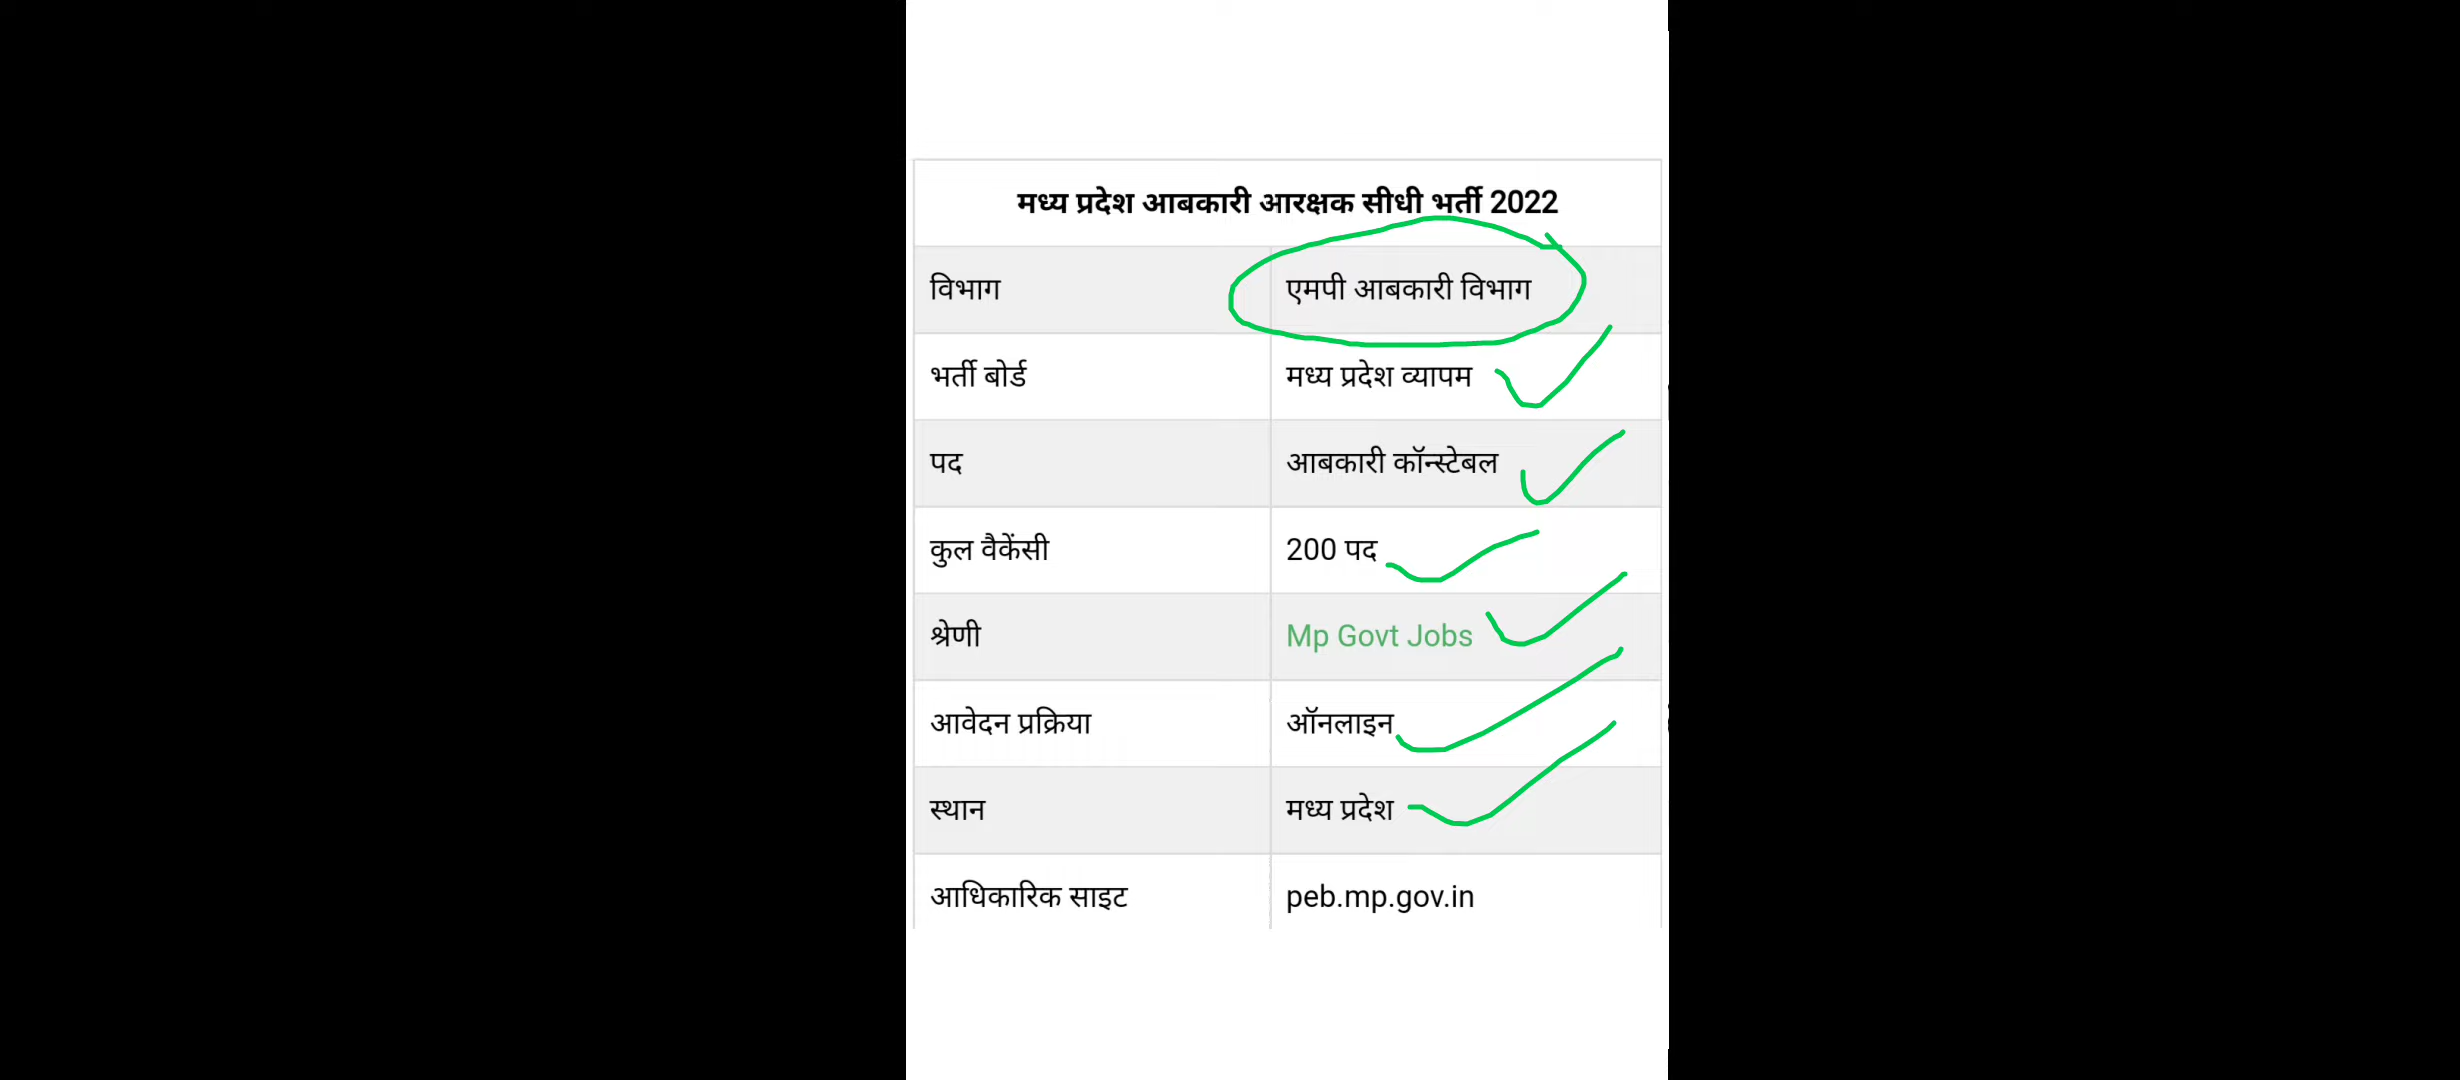 मध्य प्रदेश आबकारी आरक्षक सीधी भर्ती 2022
विभाग एमपी आबकारी विभाग
भर्ती बोर्ड मध्य प्रदेश व्यापम
पद आबकारी कॉन्स्टेबल
कुल वैकेंसी 200 पद
श्रेणी Mp Govt Jobs
आवेदन प्रक्रिया ऑनलाइन
स्थान मध्य प्रदेश
आधिकारिक साइट peb.mp.gov.in